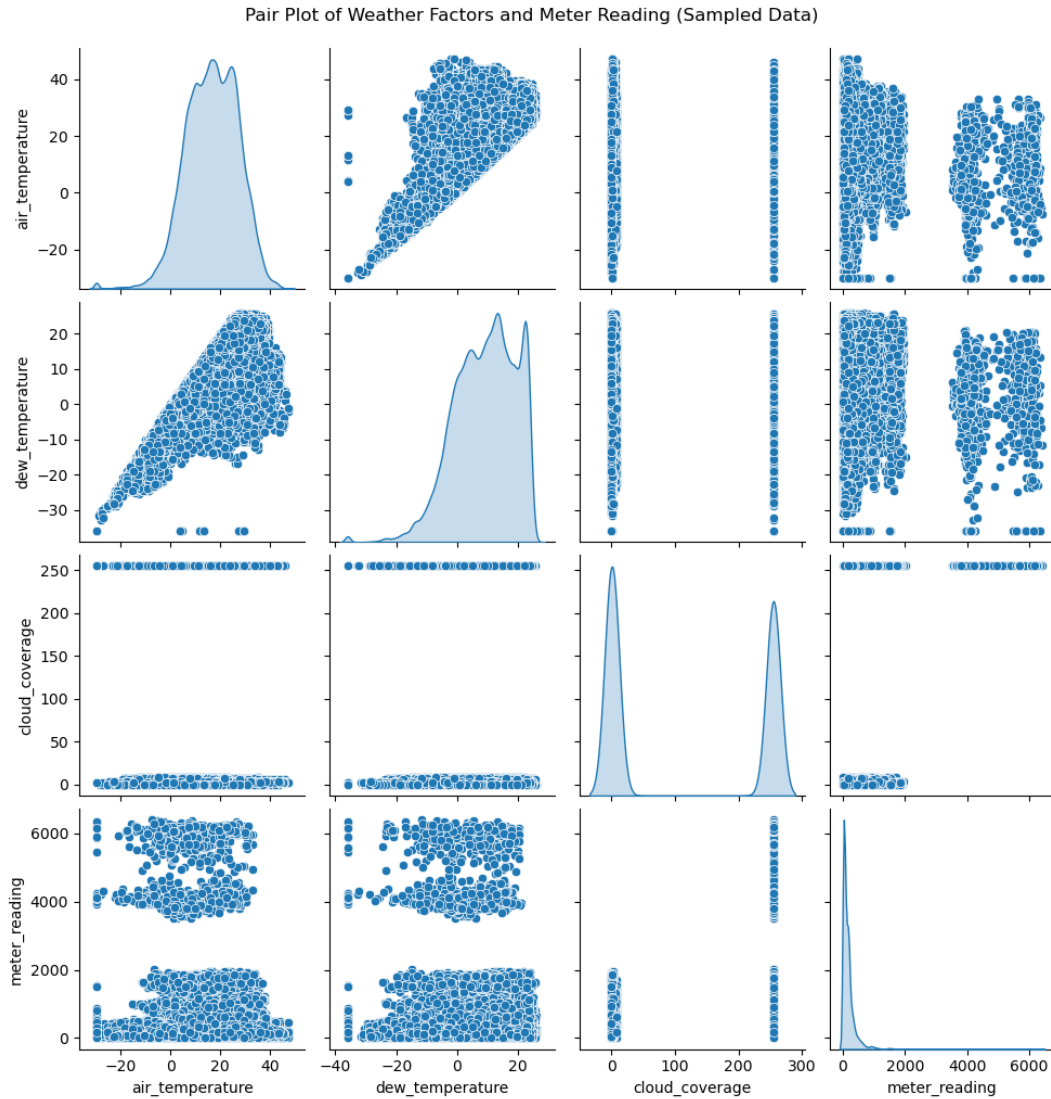 Pair Plot of Weather Factors and Meter Reading (Sampled Data)
air_temperature
40
20
0
−20
dew_temperature
20
10
0
−10
−20
−30
cloud_coverage
250
200
150
100
50
0
meter_reading
6000
4000
2000
0
−20 0 20 40
−40 −20 0 20
0 100 200 300
0 2000 4000 6000
air_temperature dew_temperature cloud_coverage meter_reading